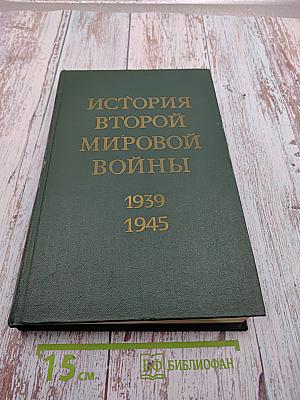 ИСТОРИЯ
ВТОРОЙ
МИРОВОЙ
ВОЙНЫ
1939
1945
15 см.
БИБЛИОФАН